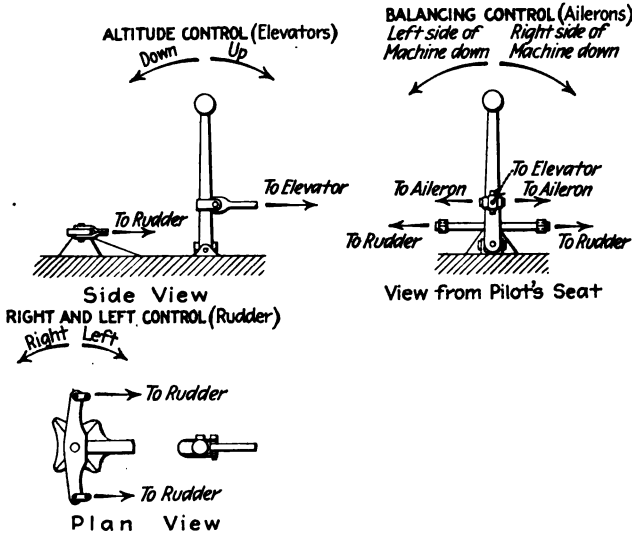 ALTITUDE CONTROL (Elevators)
Down Up
To Elevator
To Rudder
Side View
BALANCING CONTROL (Ailerons)
Left side of Machine down
Right side of Machine down
To Elevator
To Aileron To Aileron
To Rudder To Rudder
View from Pilot's Seat
RIGHT AND LEFT CONTROL (Rudder)
Right Left
To Rudder
To Rudder
Plan View